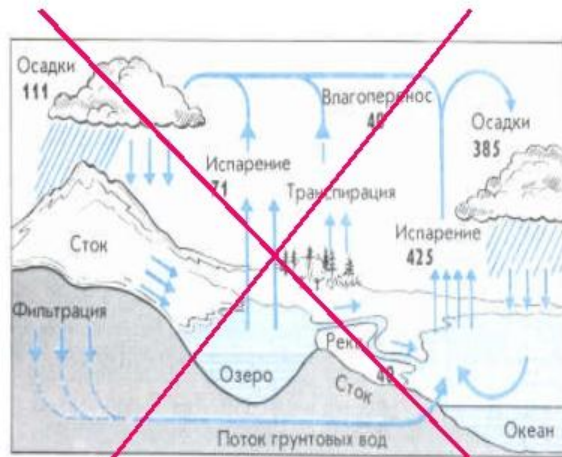 Осадки
111
Влагоперенос
40
Осадки
385
Испарение
71
Транспирация
Испарение
425
Сток
Фильтрация
Река
40
Озеро
Сток
Океан
Поток грунтовых вод